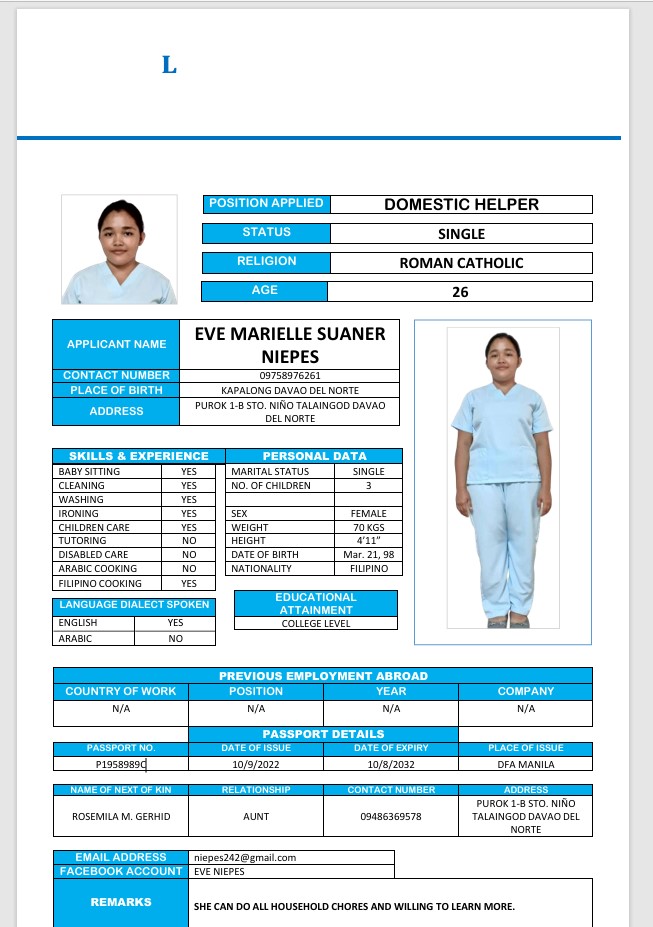 L
POSITION APPLIED DOMESTIC HELPER
STATUS SINGLE
RELIGION ROMAN CATHOLIC
AGE 26
APPLICANT NAME EVE MARIELLE SUANER
NIEPES
CONTACT NUMBER 09758976261
PLACE OF BIRTH KAPALONG DAVAO DEL NORTE
ADDRESS PUROK 1-B STO. NIÑO TALAINGOD DAVAO
DEL NORTE
SKILLS & EXPERIENCE PERSONAL DATA
BABY SITTING YES MARITAL STATUS SINGLE
CLEANING YES NO. OF CHILDREN 3
WASHING YES
IRONING YES SEX FEMALE
CHILDREN CARE YES WEIGHT 70 KGS
TUTORING NO HEIGHT 4'11"
DISABLED CARE NO DATE OF BIRTH Mar. 21, 98
ARABIC COOKING NO NATIONALITY FILIPINO
FILIPINO COOKING YES
LANGUAGE DIALECT SPOKEN
ENGLISH YES
ARABIC NO
EDUCATIONAL
ATTAINMENT
COLLEGE LEVEL
PREVIOUS EMPLOYMENT ABROAD
COUNTRY OF WORK POSITION YEAR COMPANY
N/A N/A N/A N/A
PASSPORT DETAILS
PASSPORT NO. DATE OF ISSUE DATE OF EXPIRY PLACE OF ISSUE
P1958989C 10/9/2022 10/8/2032 DFA MANILA
NAME OF NEXT OF KIN RELATIONSHIP CONTACT NUMBER ADDRESS
ROSEMILA M. GERHID AUNT 09486369578 PUROK 1-B STO. NIÑO
TALAINGOD DAVAO DEL
NORTE
EMAIL ADDRESS niepes242@gmail.com
FACEBOOK ACCOUNT EVE NIEPES
REMARKS SHE CAN DO ALL HOUSEHOLD CHORES AND WILLING TO LEARN MORE.